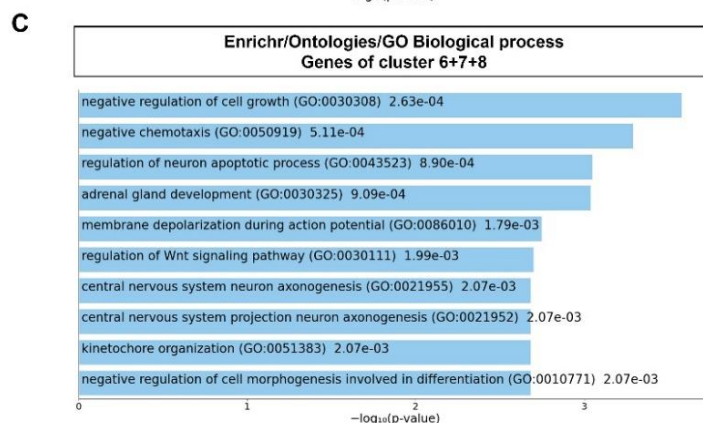 C
Enrichr/Ontologies/GO Biological process
Genes of cluster 6+7+8
negative regulation of cell growth (GO:0030308) 2.63e-04
negative chemotaxis (GO:0050919) 5.11e-04
regulation of neuron apoptotic process (GO:0043523) 8.90e-04
adrenal gland development (GO:0030325) 9.09e-04
membrane depolarization during action potential (GO:0086010) 1.79e-03
regulation of Wnt signaling pathway (GO:0030111) 1.99e-03
central nervous system neuron axonogenesis (GO:0021955) 2.07e-03
central nervous system projection neuron axonogenesis (GO:0021952) 2.07e-03
kinetochore organization (GO:0051383) 2.07e-03
negative regulation of cell morphogenesis involved in differentiation (GO:0010771) 2.07e-03
0 1 2 3
−log₁₀(p-value)